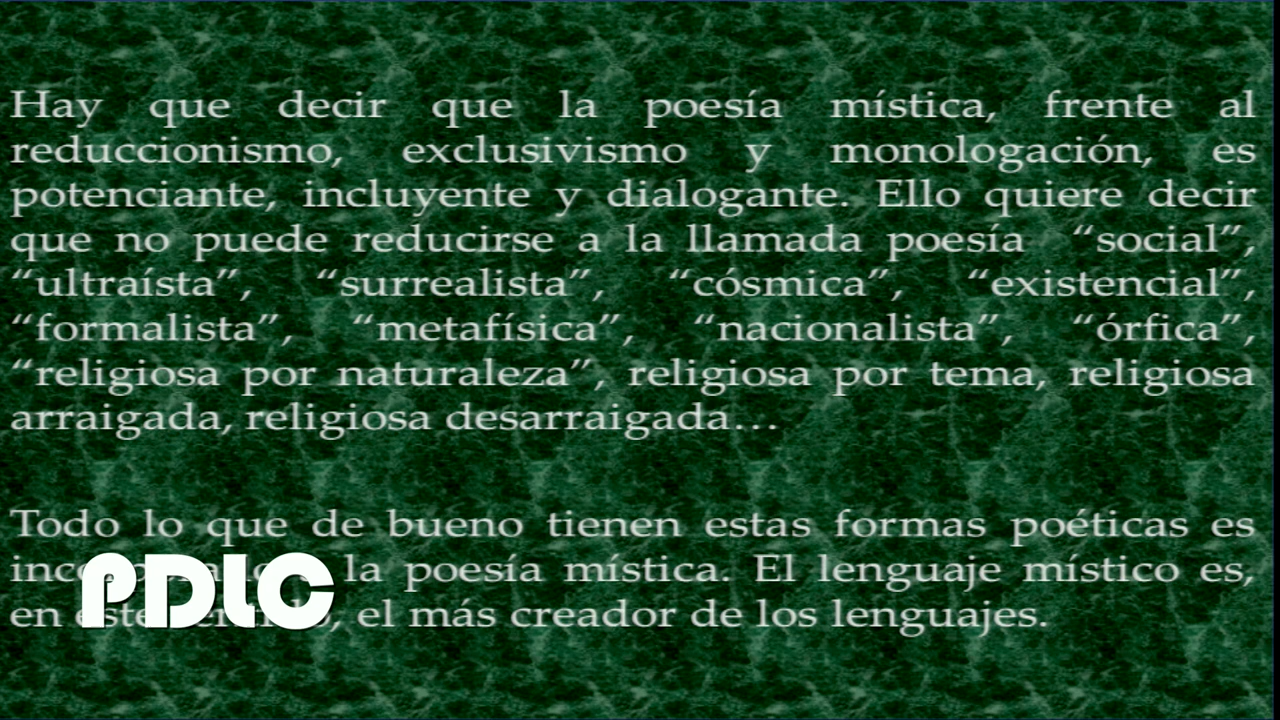 Hay que decir que la poesía mística, frente al
reduccionismo, exclusivismo y monologación, es
potenciante, incluyente y dialogante. Ello quiere decir
que no puede reducirse a la llamada poesía “social”,
“ultraísta”, “surrealista”, “cósmica”, “existencial”,
“formalista”, “metafísica”, “nacionalista”, “órfica”,
“religiosa por naturaleza”, religiosa por tema, religiosa
arraigada, religiosa desarraigada…
Todo lo que de bueno tienen estas formas poéticas es
la poesía mística. El lenguaje místico es,
en este el más creador de los lenguajes.
PDLC